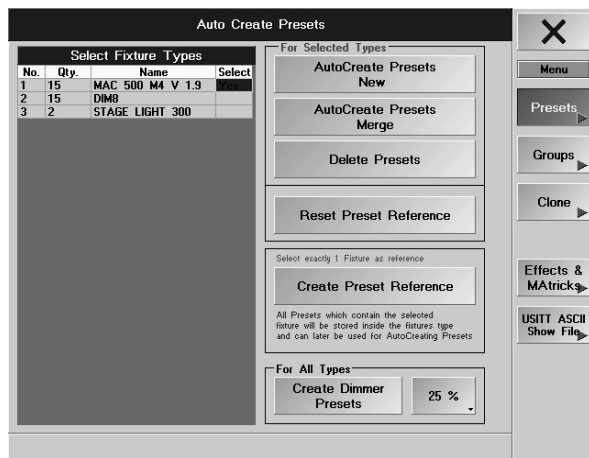 Auto Create Presets
Select Fixture Types
No. Qty. Name Select
1 15 MAC 500 M4 V 1.9 Yes
2 15 DIM8
3 2 STAGE LIGHT 300
For Selected Types
AutoCreate Presets
New
AutoCreate Presets
Merge
Delete Presets
Reset Preset Reference
Select exactly 1 Fixture as reference
Create Preset Reference
All Presets which contain the selected
fixture will be stored inside the fixtures type
and can later be used for AutoCreating Presets
For All Types
Create Dimmer
Presets
25 %
Menu
Presets
Groups
Clone
Effects &
MAtricks
USITT ASCII
Show File